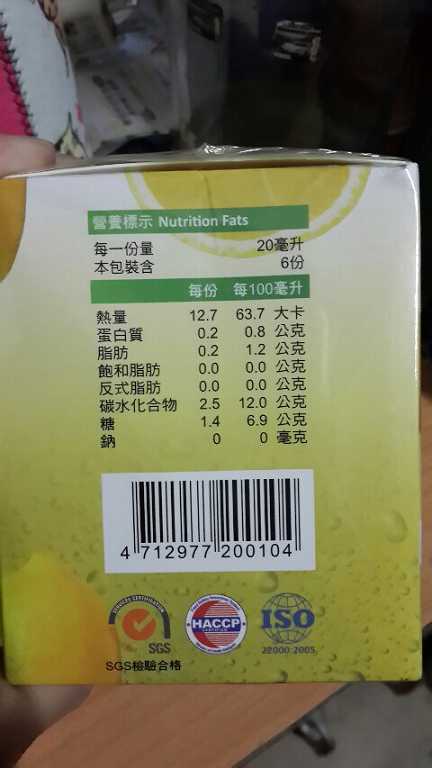 營養標示 Nutrition Fats
每一份量 20毫升
本包裝含 6份
每份 每100毫升
熱量 12.7 63.7 大卡
蛋白質 0.2 0.8 公克
脂肪 0.2 1.2 公克
飽和脂肪 0.0 0.0 公克
反式脂肪 0.0 0.0 公克
碳水化合物 2.5 12.0 公克
糖 1.4 6.9 公克
鈉 0 0 毫克
4 712977 200104
SGS
HACCP
ISO
22000:2005
SGS檢驗合格